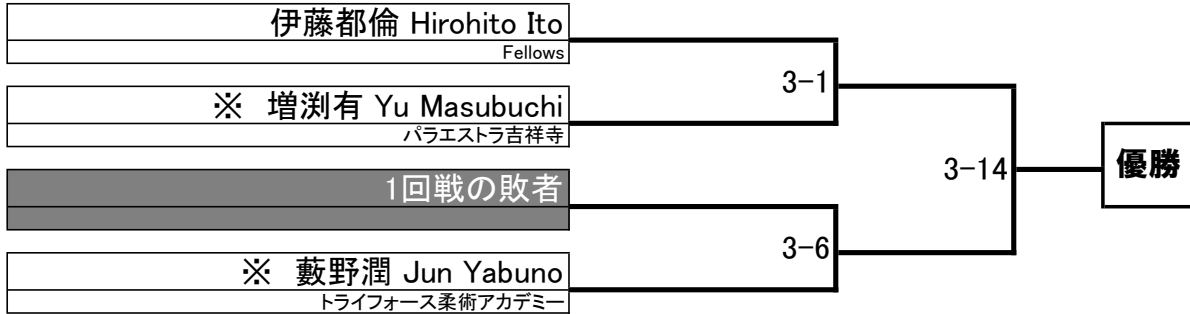 伊藤都倫 Hirohito Ito
Fellows
3-1
※ 増渕有 Yu Masubuchi
パラエストラ吉祥寺
3-14
優勝
1回戦の敗者
3-6
※ 藪野潤 Jun Yabuno
トライフォース柔術アカデミー